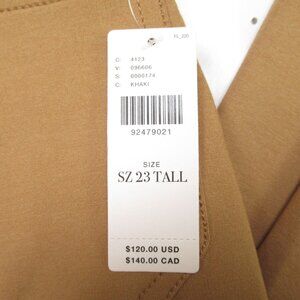 D: 4123
V: 096606
S: 0000174
C: KHAKI
92479021
SIZE
SZ 23 TALL
$120.00 USD
$140.00 CAD